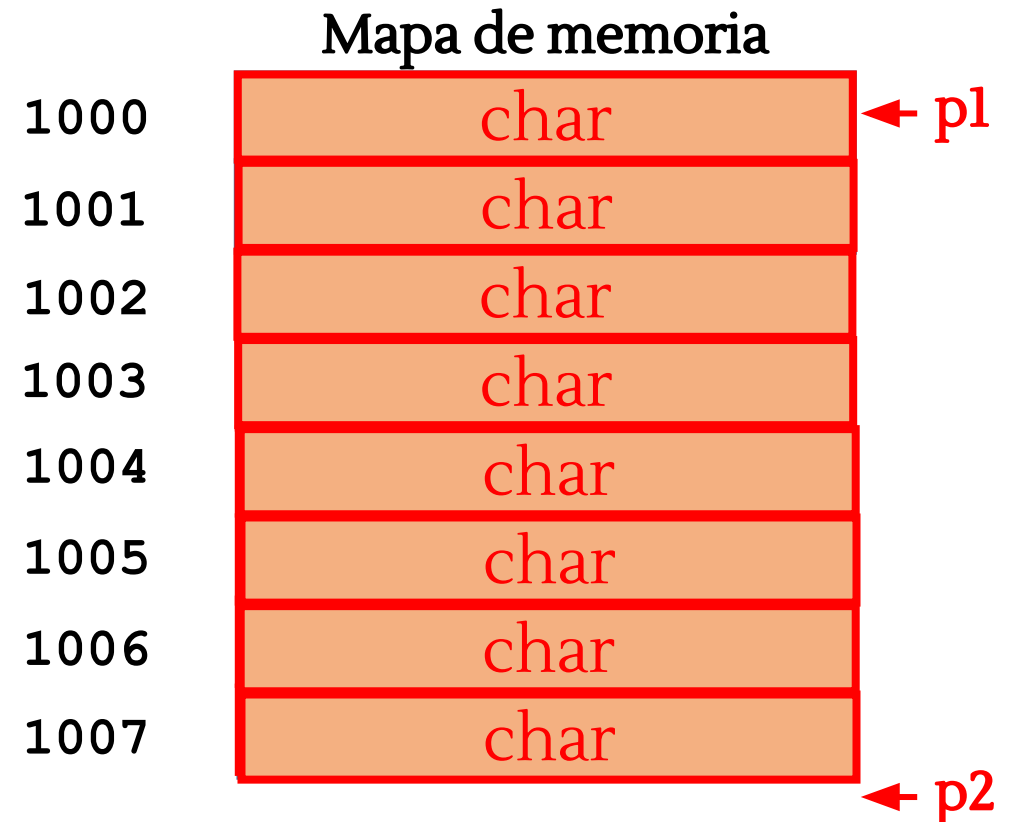 Mapa de memoria
1000 char p1
1001 char
1002 char
1003 char
1004 char
1005 char
1006 char
1007 char
p2